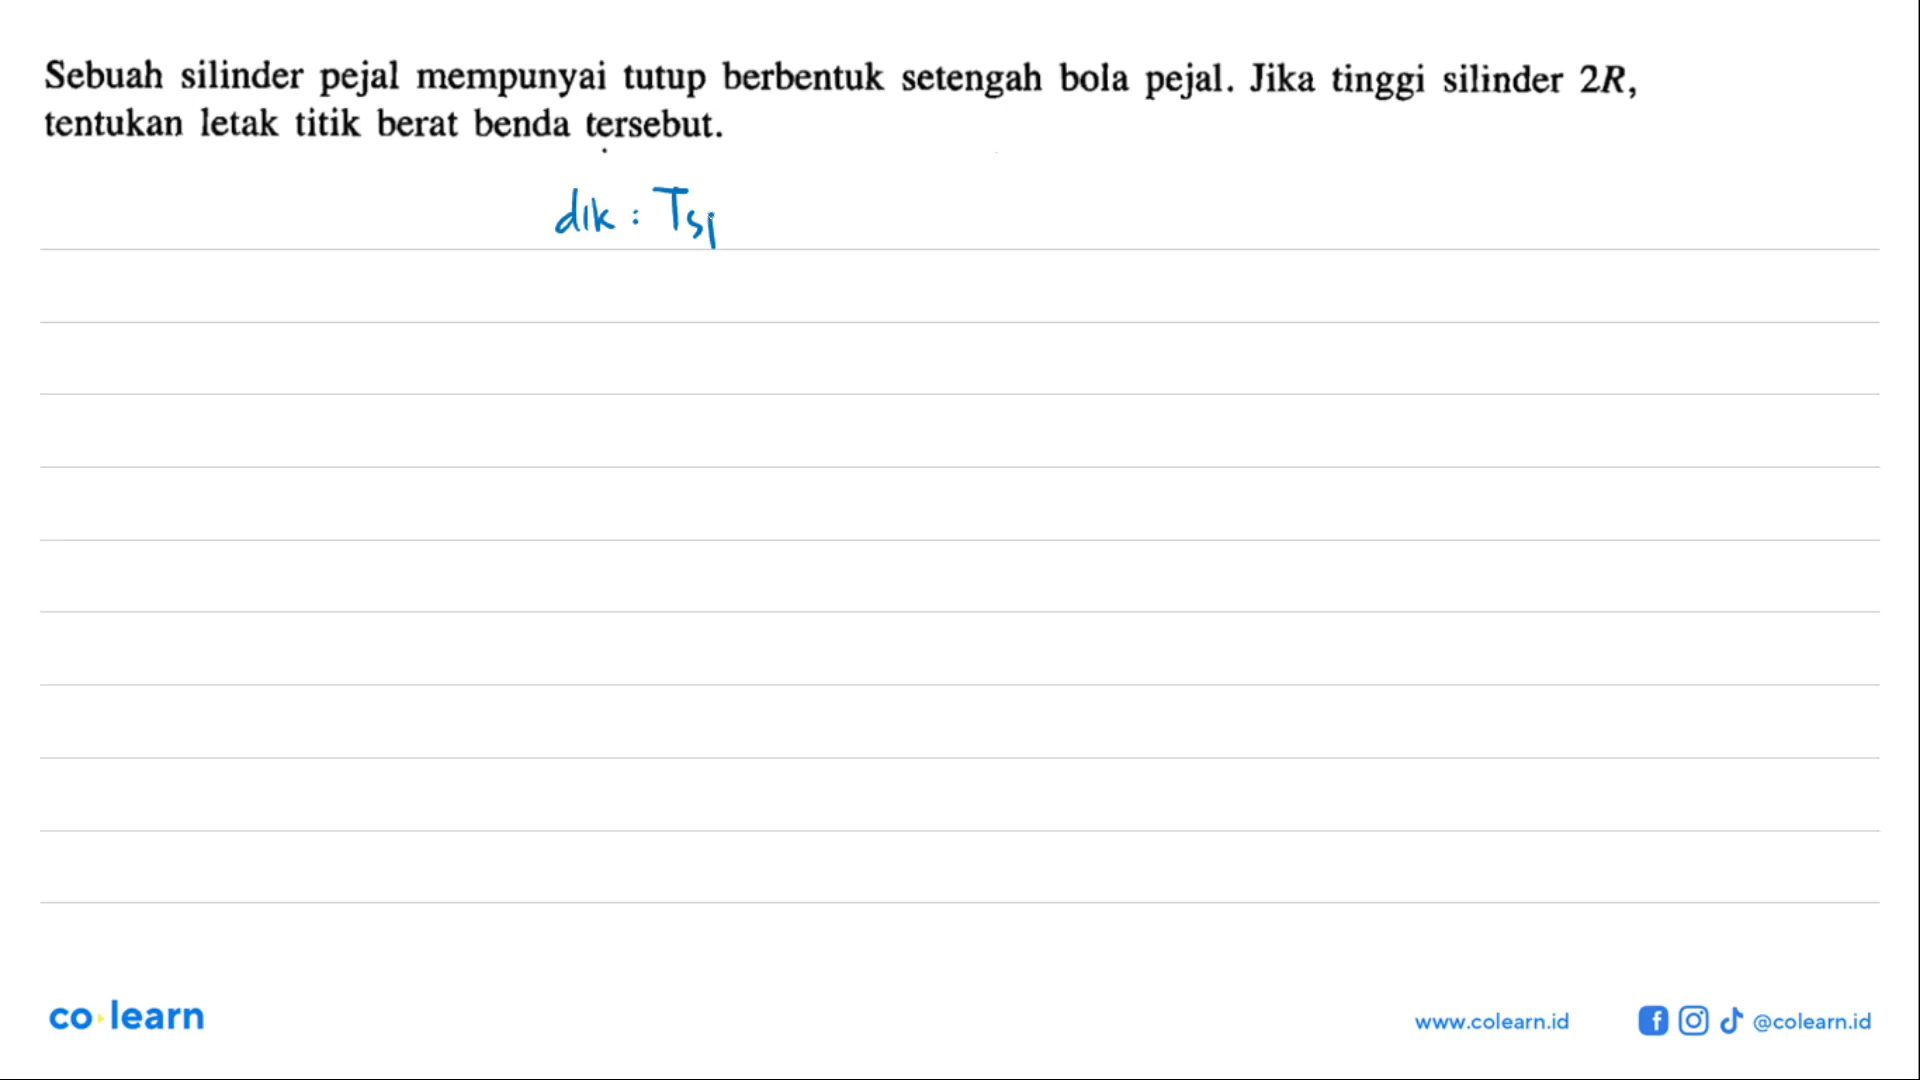 Sebuah silinder pejal mempunyai tutup berbentuk setengah bola pejal. Jika tinggi silinder 2R,
tentukan letak titik berat benda tersebut.
dik : Tsi
co learn
www.colearn.id @colearn.id